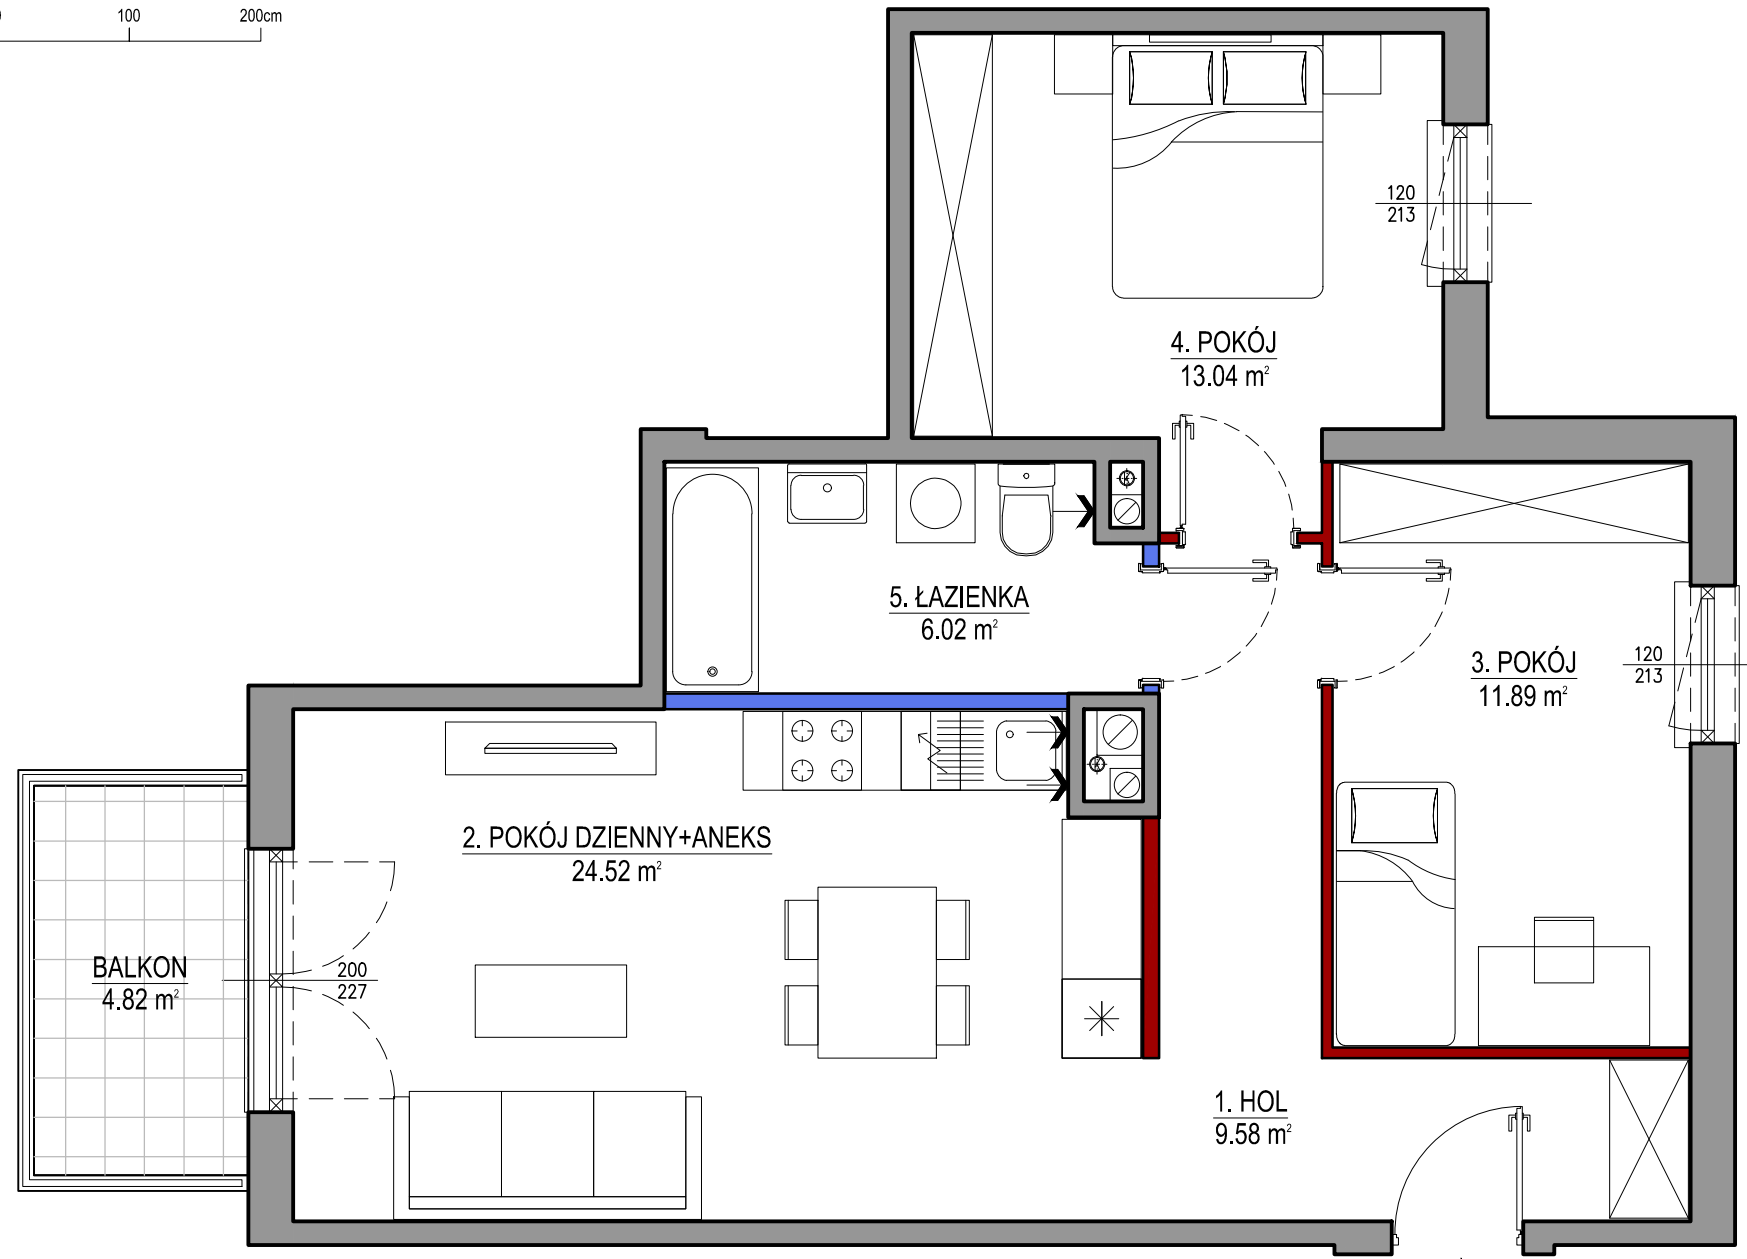 100
200cm
120
213
4. POKÓJ
13.04 m²
5. ŁAZIENKA
6.02 m²
3. POKÓJ
11.89 m²
120
213
2. POKÓJ DZIENNY+ANEKS
24.52 m²
BALKON
4.82 m²
200
227
1. HOL
9.58 m²